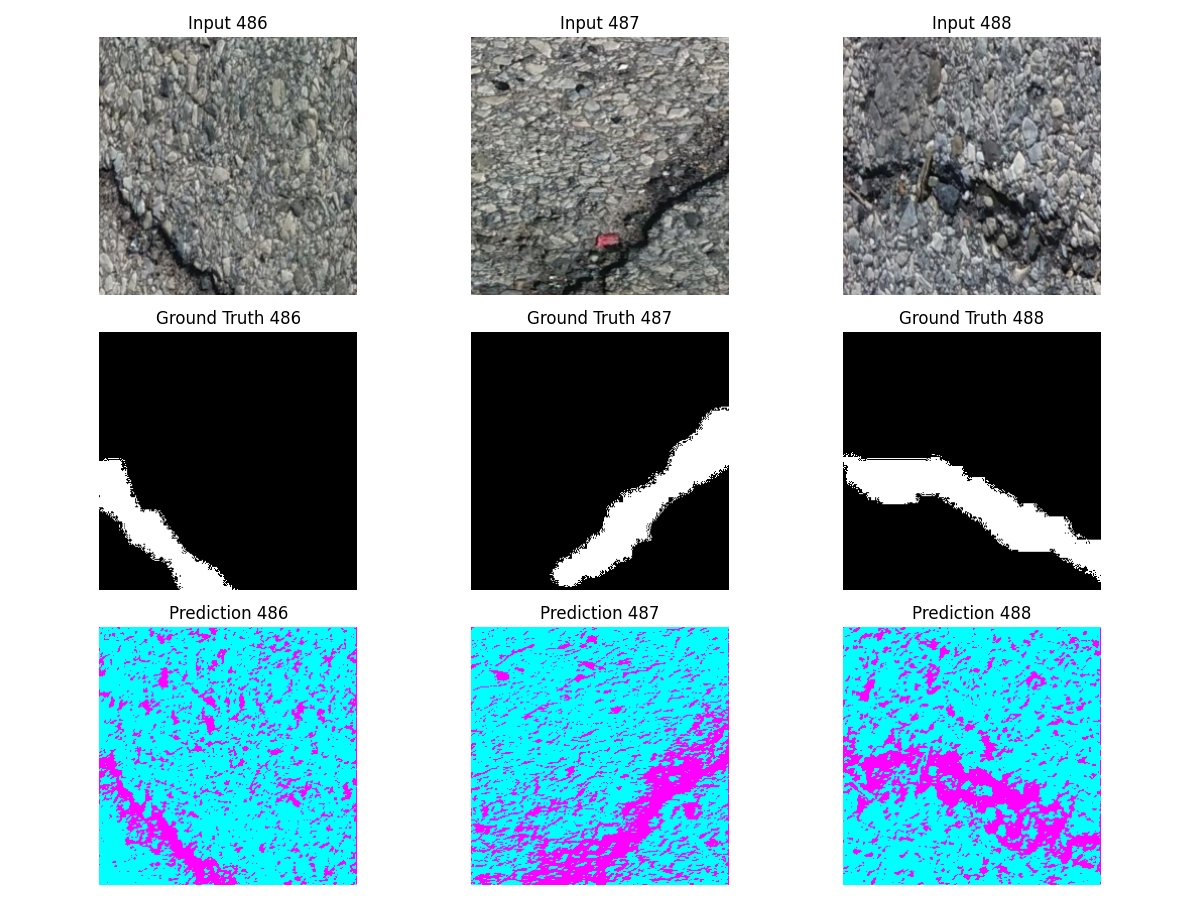 Input 486
Input 487
Input 488
Ground Truth 486
Ground Truth 487
Ground Truth 488
Prediction 486
Prediction 487
Prediction 488